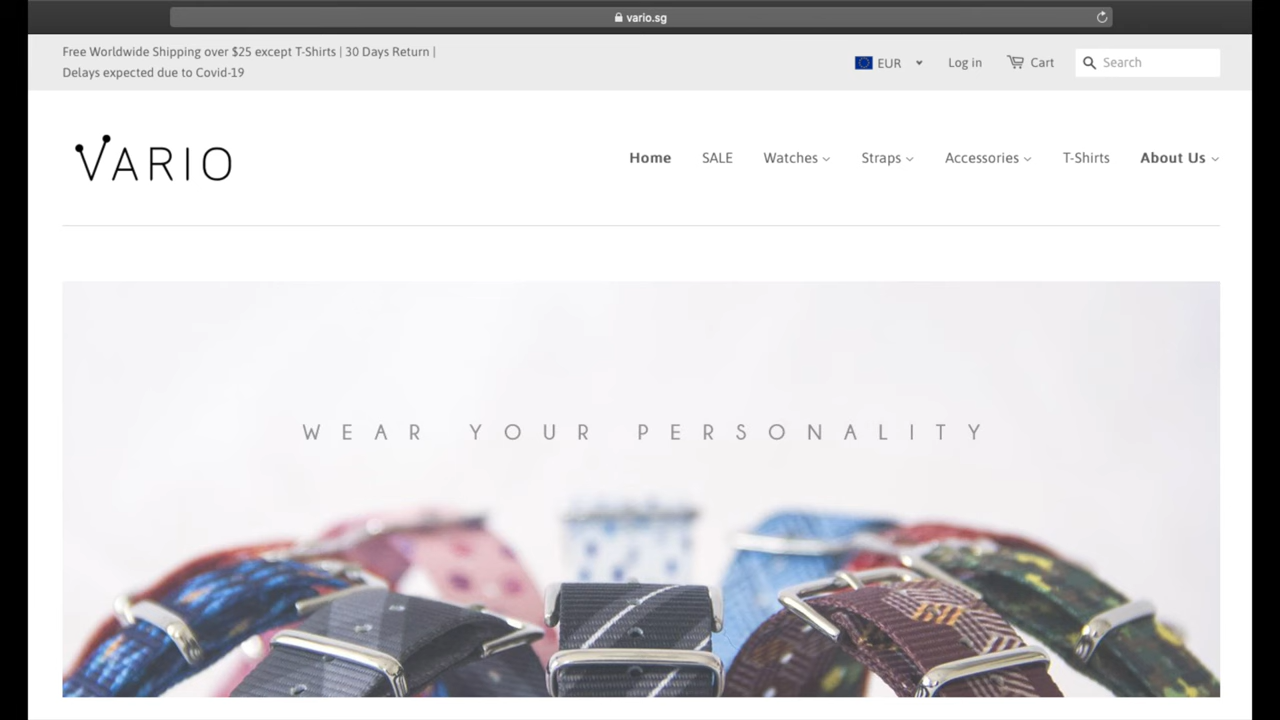 vario.sg
Free Worldwide Shipping over $25 except T-Shirts | 30 Days Return |
Delays expected due to Covid-19
EUR
Log in
Cart
Search
VARIO
Home
SALE
Watches
Straps
Accessories
T-Shirts
About Us
WEAR YOUR PERSONALITY